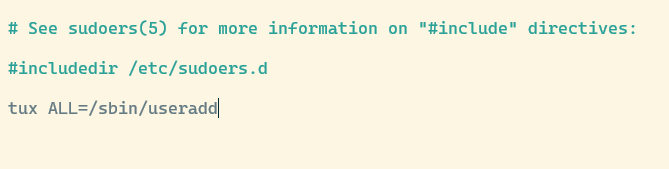 # See sudoers(5) for more information on "#include" directives:
#includedir /etc/sudoers.d
tux ALL=/sbin/useradd